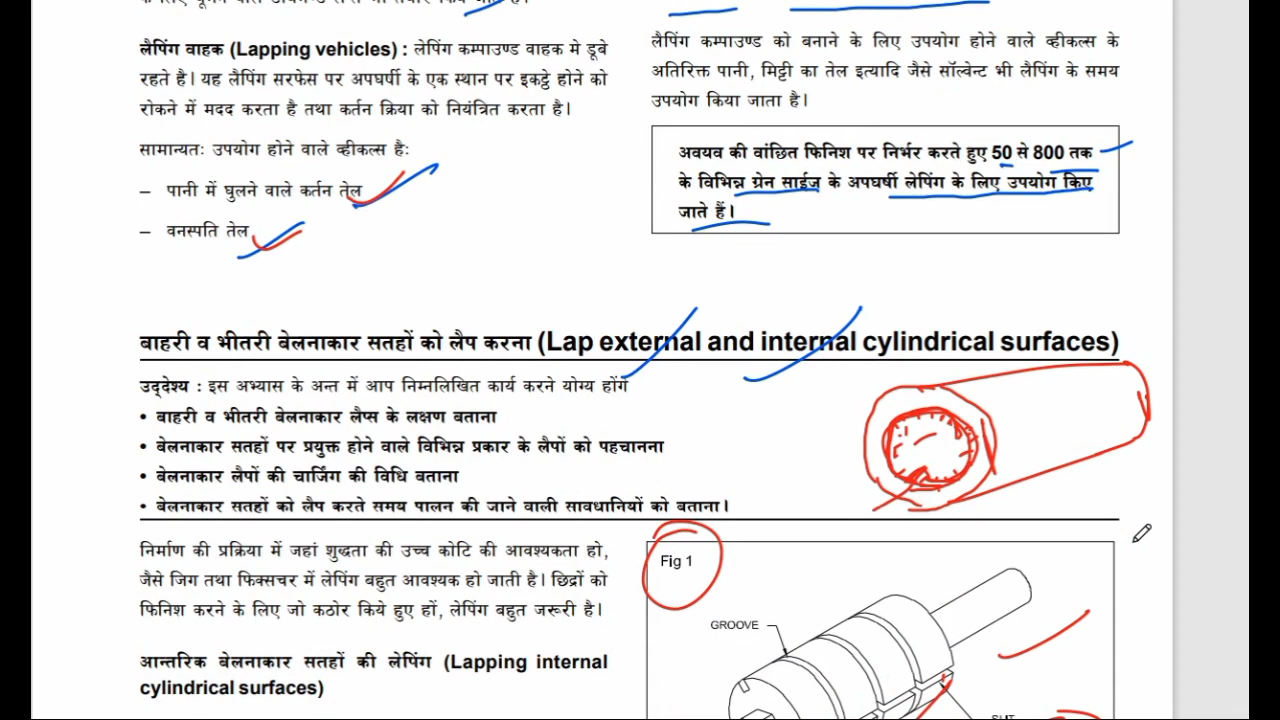 लैपिंग वाहक (Lapping vehicles) : लेपिंग कम्पाउण्ड वाहक मे डूबे
रहते है। यह लैपिंग सरफेस पर अपघर्षी के एक स्थान पर इकट्ठे होने को
रोकने में मदद करता है तथा कर्तन क्रिया को नियंत्रित करता है।
सामान्यतः उपयोग होने वाले व्हीकल्स है:
– पानी में घुलने वाले कर्तन तेल
– वनस्पति तेल
लैपिंग कम्पाउण्ड को बनाने के लिए उपयोग होने वाले व्हीकल्स के
अतिरिक्त पानी, मिट्टी का तेल इत्यादि जैसे सॉल्वेन्ट भी लैपिंग के समय
उपयोग किया जाता है।
अवयव की वांछित फिनिश पर निर्भर करते हुए 50 से 800 तक
के विभिन्न ग्रेन साईज के अपघर्षी लेपिंग के लिए उपयोग किए
जाते हैं।
बाहरी व भीतरी बेलनाकार सतहों को लैप करना (Lap external and internal cylindrical surfaces)
उद्देश्य : इस अभ्यास के अन्त में आप निम्नलिखित कार्य करने योग्य होंगे
• बाहरी व भीतरी बेलनाकार लैप्स के लक्षण बताना
• बेलनाकार सतहों पर प्रयुक्त होने वाले विभिन्न प्रकार के लैपों को पहचानना
• बेलनाकार लैपों की चार्जिंग की विधि बताना
• बेलनाकार सतहों को लैप करते समय पालन की जाने वाली सावधानियों को बताना।
निर्माण की प्रक्रिया में जहां शुद्धता की उच्च कोटि की आवश्यकता हो,
जैसे जिग तथा फिक्सचर में लेपिंग बहुत आवश्यक हो जाती है। छिद्रों को
फिनिश करने के लिए जो कठोर किये हुए हों, लेपिंग बहुत जरूरी है।
आन्तरिक बेलनाकार सतहों की लेपिंग (Lapping internal
cylindrical surfaces)
Fig 1
GROOVE